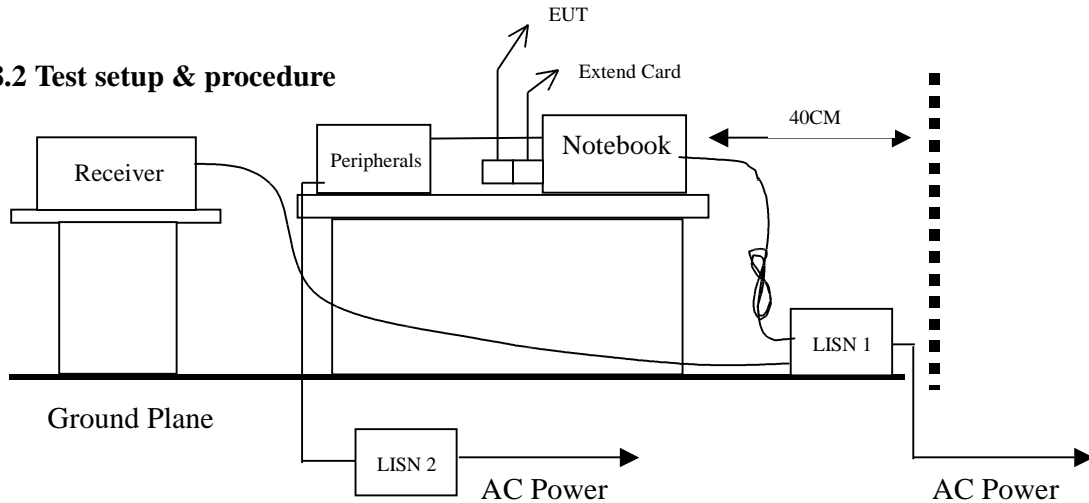 EUT
3.2 Test setup & procedure
Extend Card
40CM
Receiver
Peripherals
Notebook
LISN 1
Ground Plane
LISN 2
AC Power
AC Power